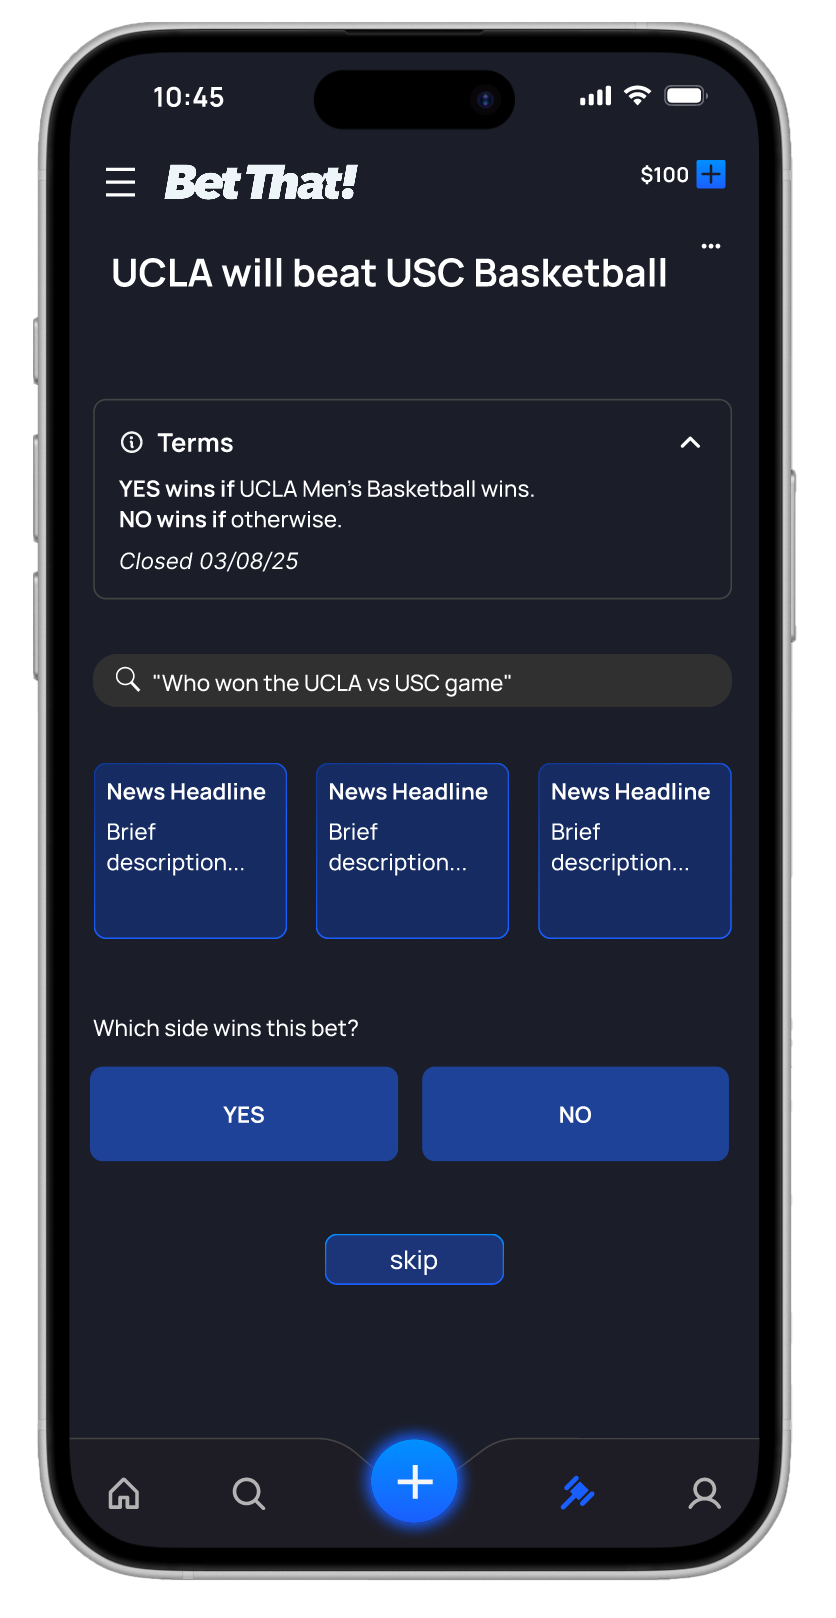 10:45
Bet That!
$100
UCLA will beat USC Basketball
Terms
YES wins if UCLA Men's Basketball wins.
NO wins if otherwise.
Closed 03/08/25
"Who won the UCLA vs USC game"
News Headline
Brief
description...
News Headline
Brief
description...
News Headline
Brief
description...
Which side wins this bet?
YES
NO
skip